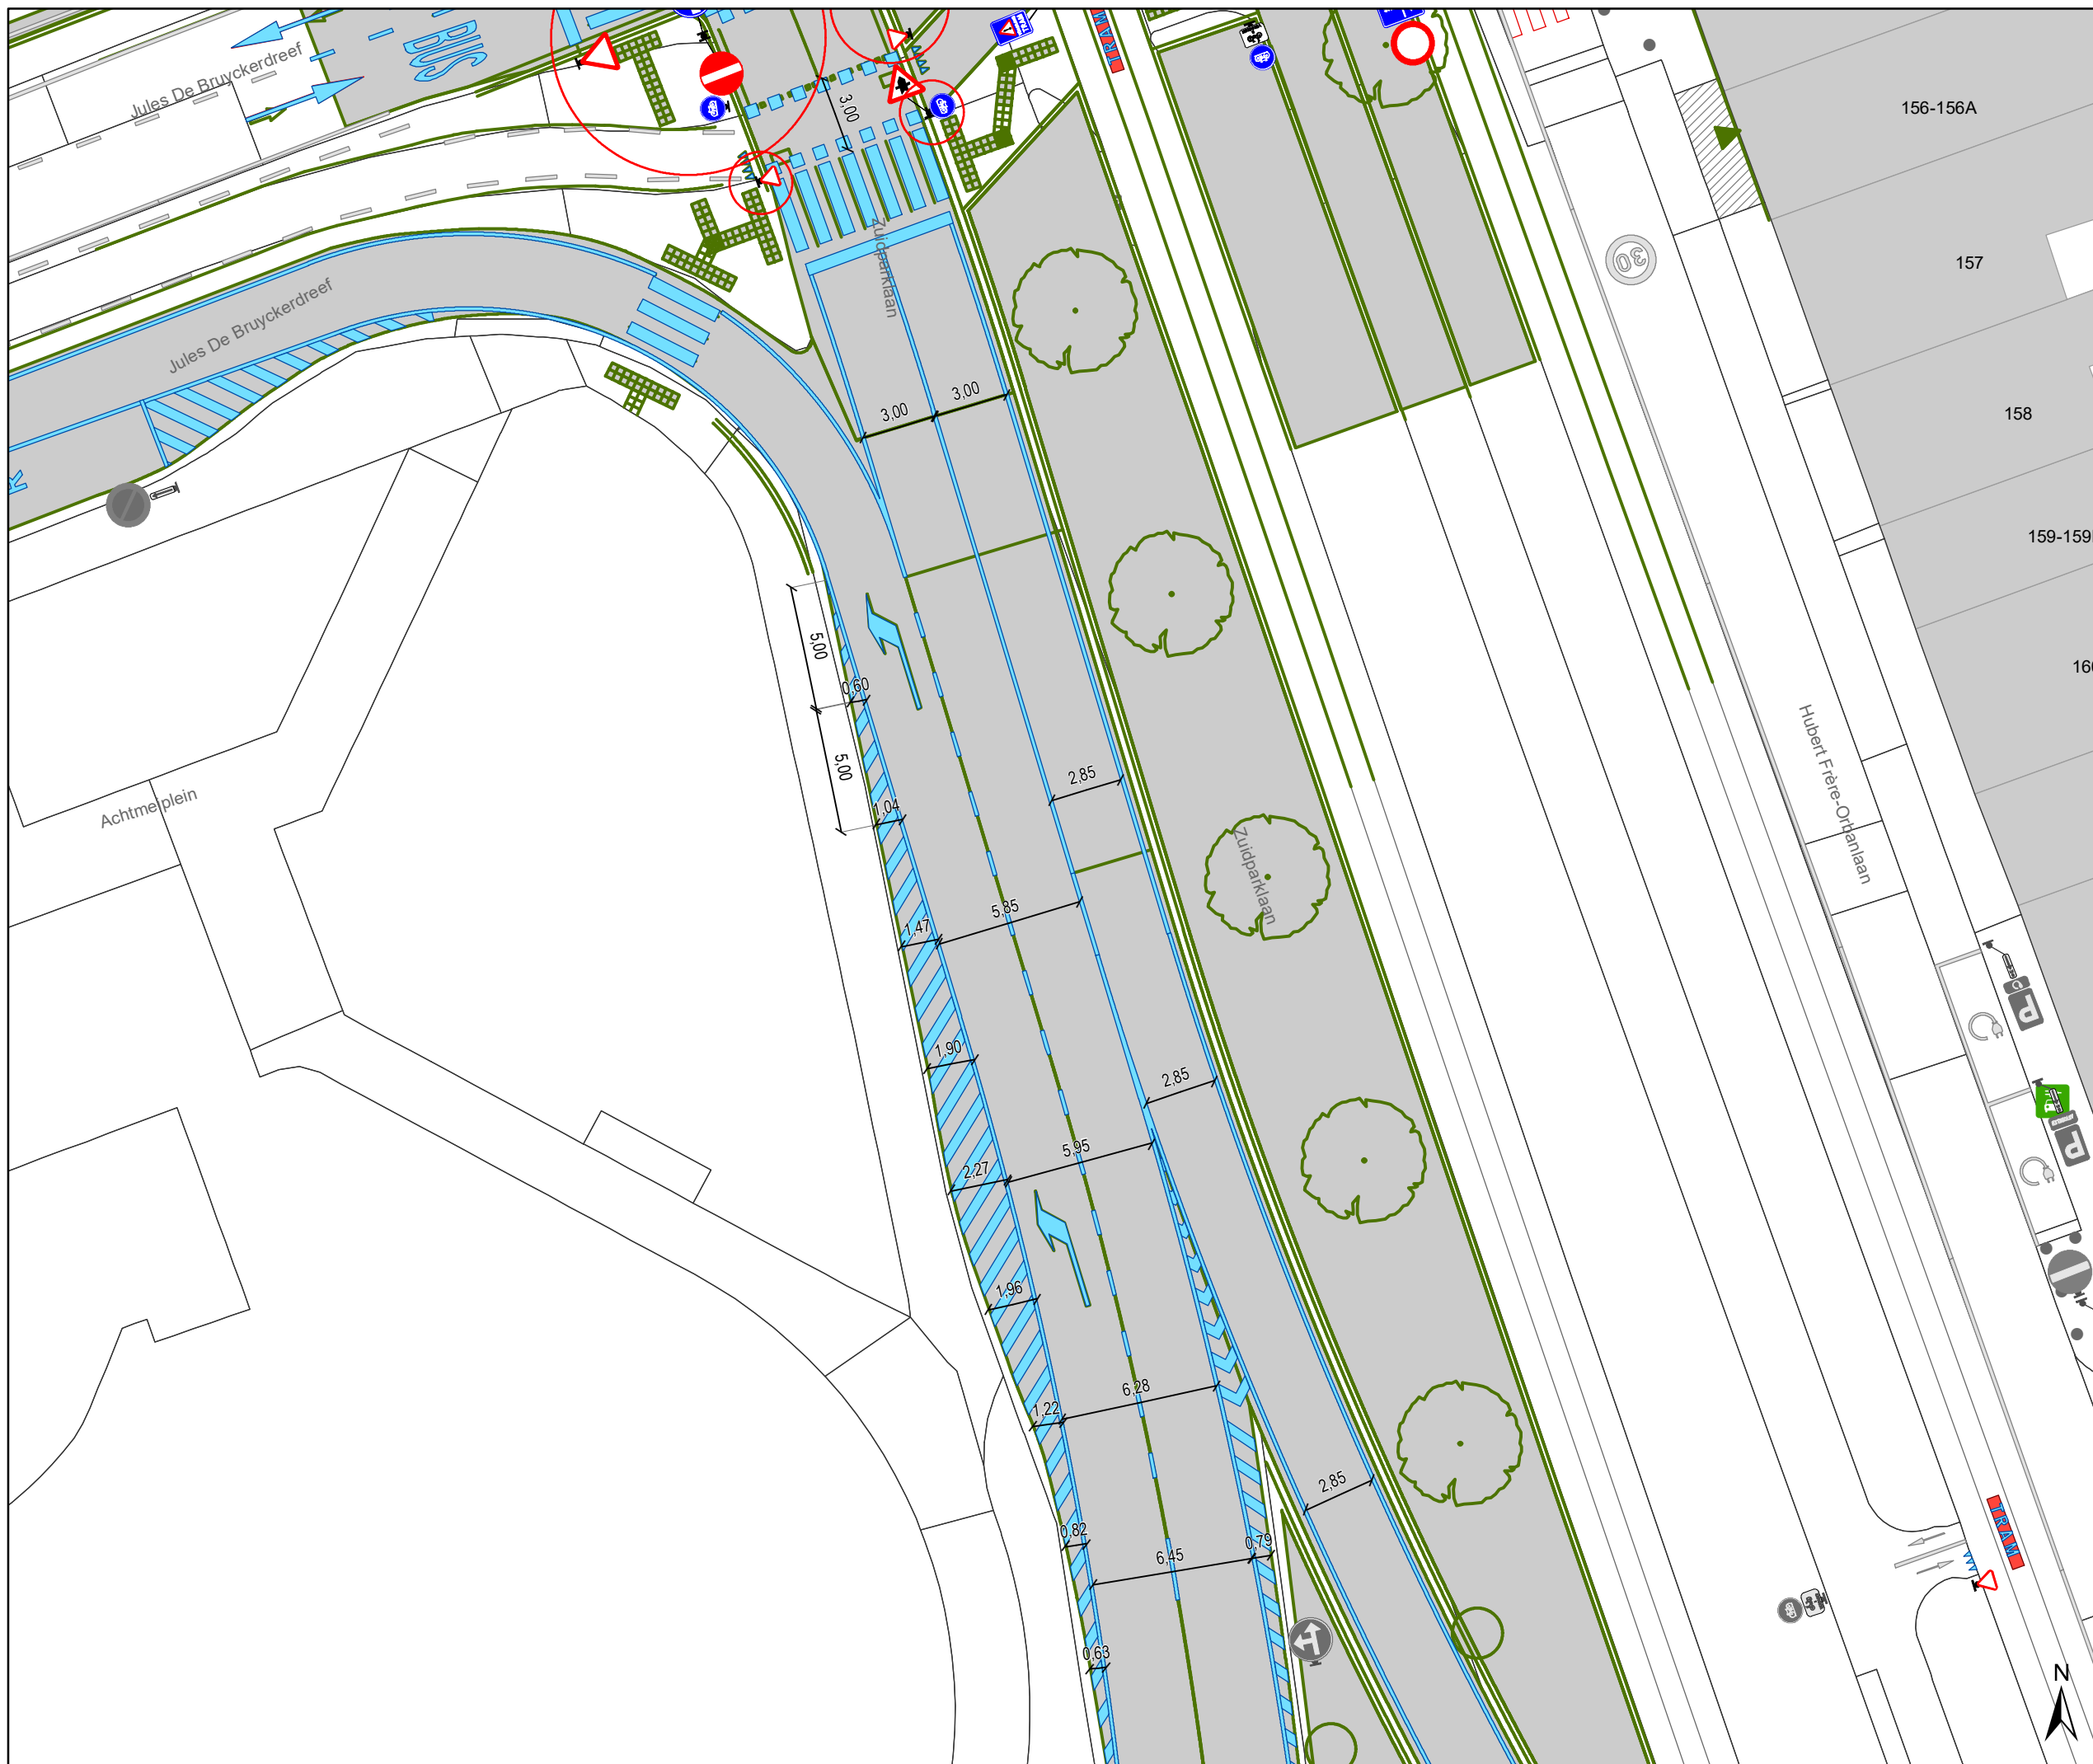 Jules De Bruyckerdreef
BUS
TRAM
TRAM
156-156A
3,00
Zuidparklaan
157
30
Jules De Bruyckerdreef
3,00
3,00
158
159-159
5,00
0,60
Hubert Frère-Orbanlaan
5,00
2,85
Achtmeiplein
1,04
Zuidparklaan
5,85
1,47
P
1,90
2,85
P
5,95
2,27
1,96
6,28
1,22
2,85
TRAM
0,82
6,45
0,79
0,63
N